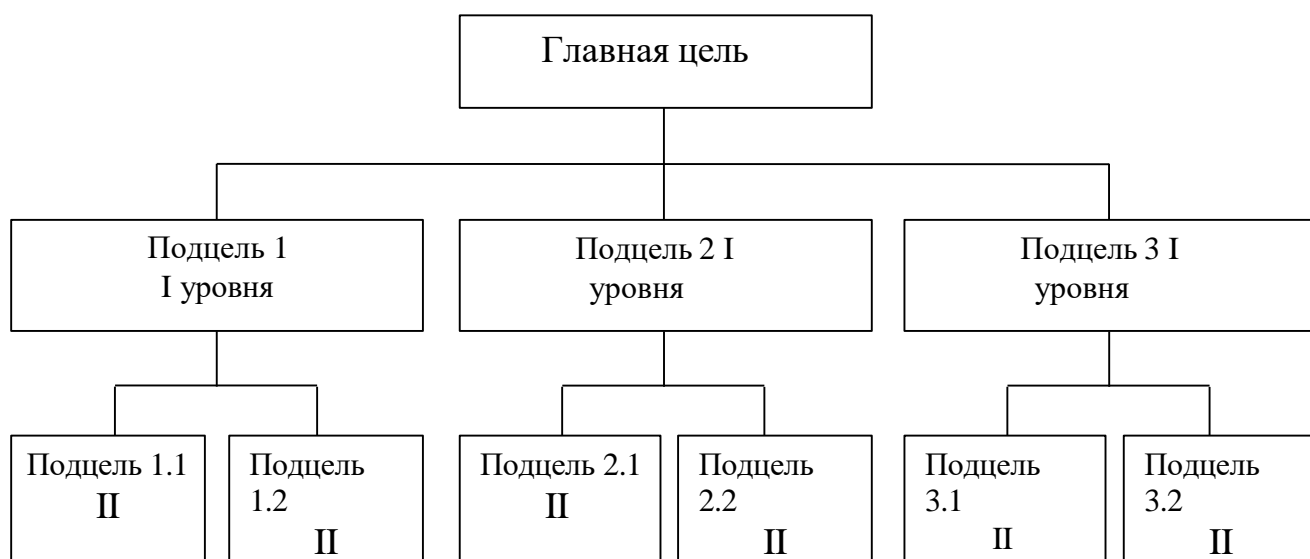 Главная цель
Подцель 1
I уровня
Подцель 2 I
уровня
Подцель 3 I
уровня
Подцель 1.1
II
Подцель
1.2
II
Подцель 2.1
II
Подцель
2.2
II
Подцель
3.1
II
Подцель
3.2
II